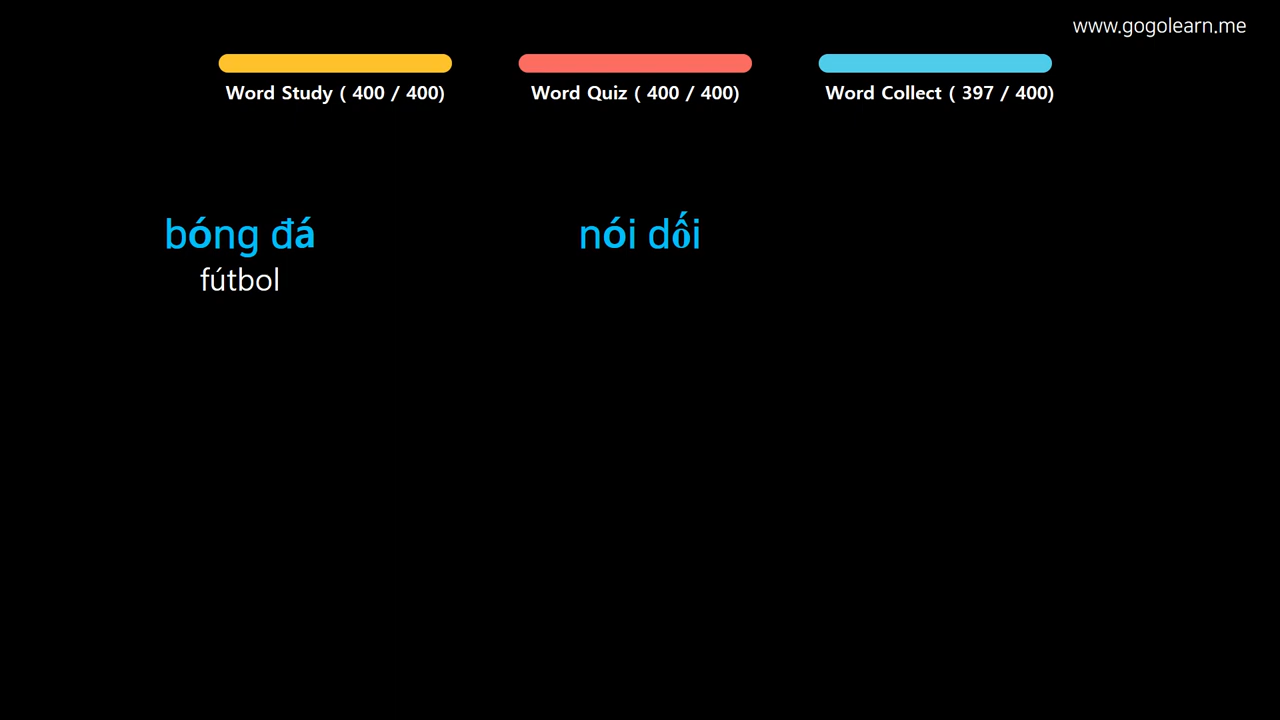 www.gogolearn.me
Word Study ( 400 / 400)
Word Quiz ( 400 / 400)
Word Collect ( 397 / 400)
bóng đá
fútbol
nói dối